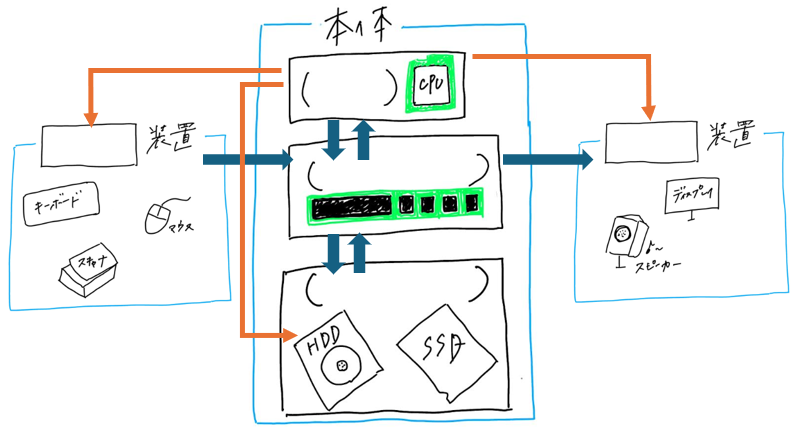 本体
(　　　) CPU
装置
キーボード
マウス
スキャナ
(　　　)
(　　　)
HDD
SSD
装置
ディスプレイ
スピーカー